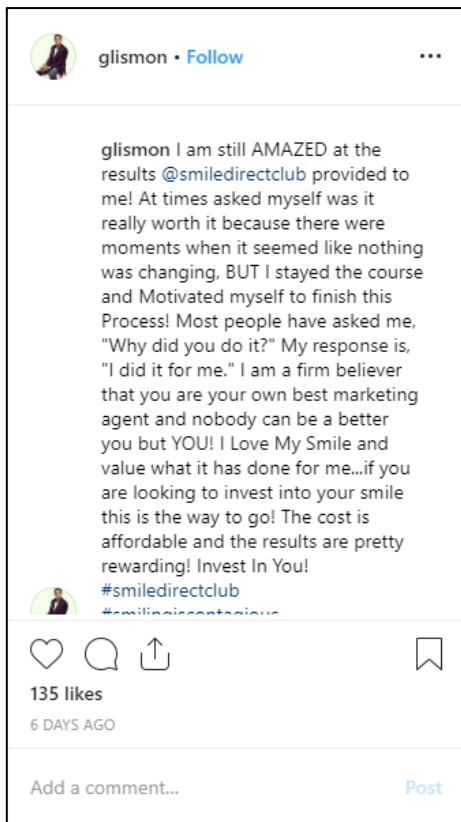 glismon • Follow
glismon I am still AMAZED at the
results @smiledirectclub provided to
me! At times asked myself was it
really worth it because there were
moments when it seemed like nothing
was changing, BUT I stayed the course
and Motivated myself to finish this
Process! Most people have asked me,
"Why did you do it?" My response is,
"I did it for me." I am a firm believer
that you are your own best marketing
agent and nobody can be a better
you but YOU! I Love My Smile and
value what it has done for me...if you
are looking to invest into your smile
this is the way to go! The cost is
affordable and the results are pretty
rewarding! Invest In You!
#smiledirectclub
#smilingiscontagious
135 likes
6 DAYS AGO
Add a comment... Post